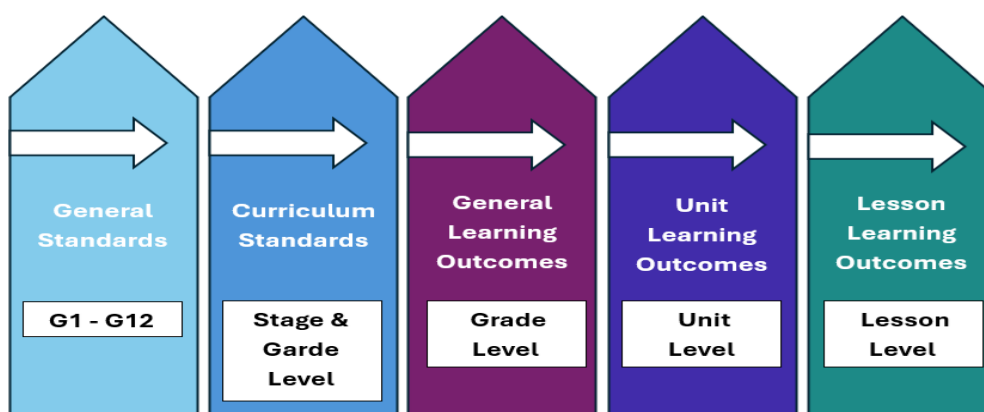 General
Standards
G1 - G12
Curriculum
Standards
Stage &
Garde
Level
General
Learning
Outcomes
Grade
Level
Unit
Learning
Outcomes
Unit
Level
Lesson
Learning
Outcomes
Lesson
Level